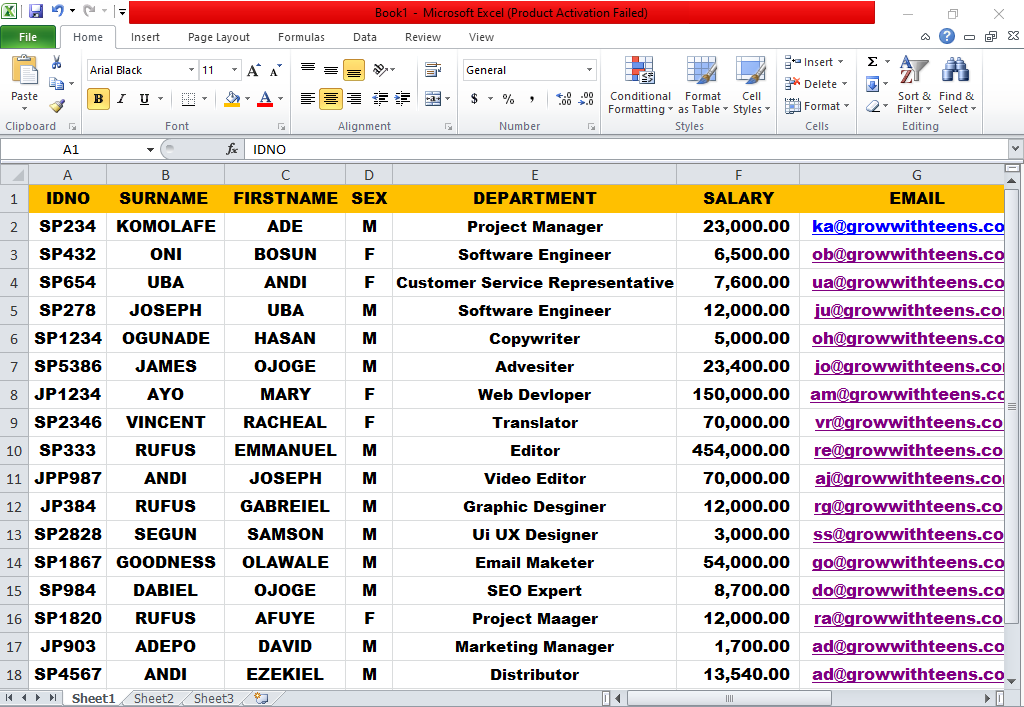 Book1 - Microsoft Excel (Product Activation Failed)
File Home Insert Page Layout Formulas Data Review View
Paste
Arial Black 11
B I U
General
$ % ,
Conditional Formatting
Format as Table
Cell Styles
Insert
Delete
Format
Σ
Sort & Filter
Find & Select
Clipboard Font Alignment Number Styles Cells Editing
A1 fx IDNO
A B C D E F G
1 IDNO SURNAME FIRSTNAME SEX DEPARTMENT SALARY EMAIL
2 SP234 KOMOLAFE ADE M Project Manager 23,000.00 ka@growwithteens.co
3 SP432 ONI BOSUN F Software Engineer 6,500.00 ob@growwithteens.co
4 SP654 UBA ANDI F Customer Service Representative 7,600.00 ua@growwithteens.co
5 SP278 JOSEPH UBA M Software Engineer 12,000.00 ju@growwithteens.co
6 SP1234 OGUNADE HASAN M Copywriter 5,000.00 oh@growwithteens.co
7 SP5386 JAMES OJOGE M Advesiter 23,400.00 jo@growwithteens.co
8 JP1234 AYO MARY F Web Devloper 150,000.00 am@growwithteens.co
9 SP2346 VINCENT RACHEAL F Translator 70,000.00 vr@growwithteens.co
10 SP333 RUFUS EMMANUEL M Editor 454,000.00 re@growwithteens.co
11 JPP987 ANDI JOSEPH M Video Editor 70,000.00 aj@growwithteens.co
12 JP384 RUFUS GABREIEL M Graphic Desginer 12,000.00 rg@growwithteens.co
13 SP2828 SEGUN SAMSON M Ui UX Designer 3,000.00 ss@growwithteens.co
14 SP1867 GOODNESS OLAWALE M Email Maketer 54,000.00 go@growwithteens.co
15 SP984 DABIEL OJOGE M SEO Expert 8,700.00 do@growwithteens.co
16 SP1820 RUFUS AFUYE F Project Maager 12,000.00 ra@growwithteens.co
17 JP903 ADEPO DAVID M Marketing Manager 1,700.00 ad@growwithteens.co
18 SP4567 ANDI EZEKIEL M Distributor 13,540.00 ad@growwithteens.co
Sheet1 Sheet2 Sheet3